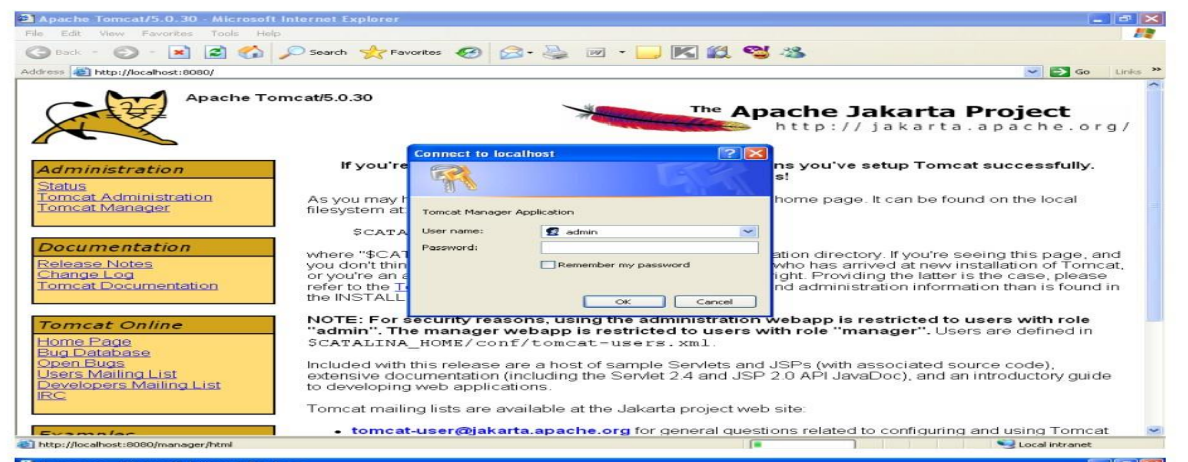 Apache Tomcat/5.0.30 - Microsoft Internet Explorer
File Edit View Favorites Tools Help
Back Search Favorites
Address http://localhost:8080/ Go Links
Apache Tomcat/5.0.30
The Apache Jakarta Project
http://jakarta.apache.org/
Administration
Status
Tomcat Administration
Tomcat Manager
Documentation
Release Notes
Change Log
Tomcat Documentation
Tomcat Online
Home Page
Bug Database
Open Bugs
Users Mailing List
Developers Mailing List
IRC
Examples
If you're ns you've setup Tomcat successfully.
s!
As you may h home page. It can be found on the local
filesystem at:
$CATA
where "$CAT ation directory. If you're seeing this page, and
you don't thin who has arrived at new installation of Tomcat,
or you're an a ight. Providing the latter is the case, please
refer to the T nd administration information than is found in
the INSTALL
NOTE: For security reasons, using the administration webapp is restricted to users with role
"admin". The manager webapp is restricted to users with role "manager". Users are defined in
$CATALINA_HOME/conf/tomcat-users.xml.
Included with this release are a host of sample Servlets and JSPs (with associated source code),
extensive documentation (including the Servlet 2.4 and JSP 2.0 API JavaDoc), and an introductory guide
to developing web applications.
Tomcat mailing lists are available at the Jakarta project web site:
• tomcat-user@jakarta.apache.org for general questions related to configuring and using Tomcat
Connect to localhost
Tomcat Manager Application
User name: admin
Password:
Remember my password
OK Cancel
http://localhost:8080/manager/html Local intranet